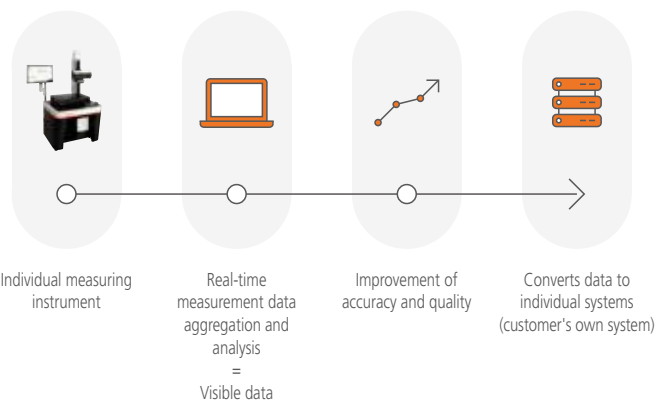 Individual measuring
instrument
Real-time
measurement data
aggregation and
analysis
=
Visible data
Improvement of
accuracy and quality
Converts data to
individual systems
(customer's own system)